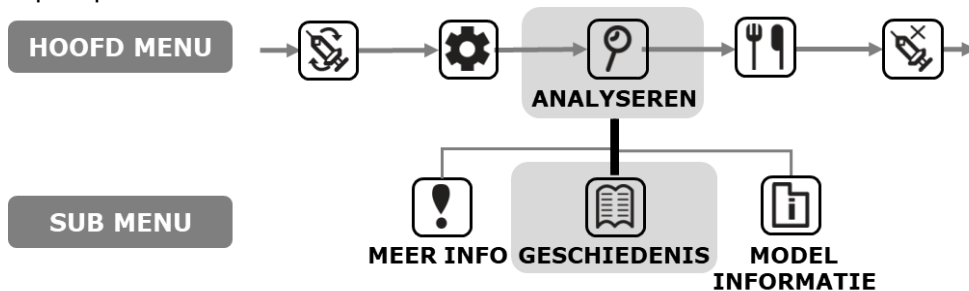 HOOFD MENU
ANALYSEREN
SUB MENU
MEER INFO
GESCHIEDENIS
MODEL
INFORMATIE